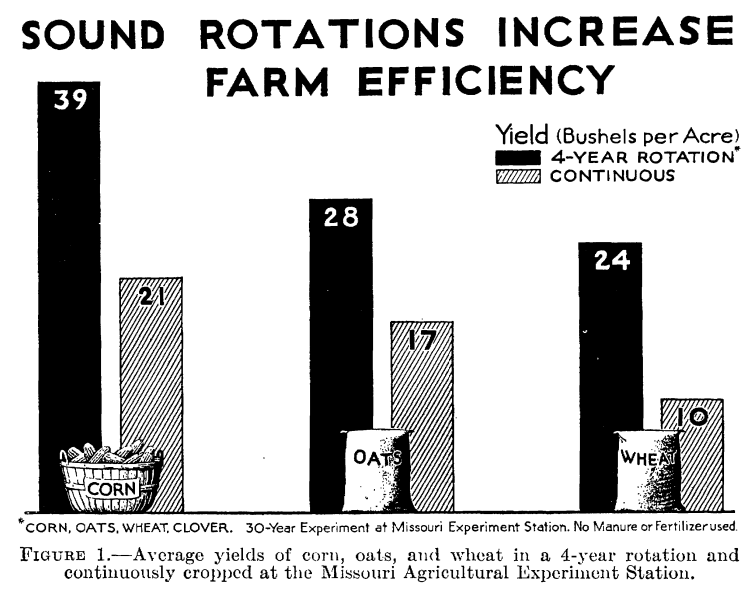 SOUND ROTATIONS INCREASE
FARM EFFICIENCY
39
Yield (Bushels per Acre)
4-YEAR ROTATION*
CONTINUOUS
28
24
21
17
10
CORN
OATS
WHEAT
*CORN, OATS, WHEAT, CLOVER. 30-Year Experiment at Missouri Experiment Station. No Manure or Fertilizer used.
FIGURE 1.—Average yields of corn, oats, and wheat in a 4-year rotation and
continuously cropped at the Missouri Agricultural Experiment Station.